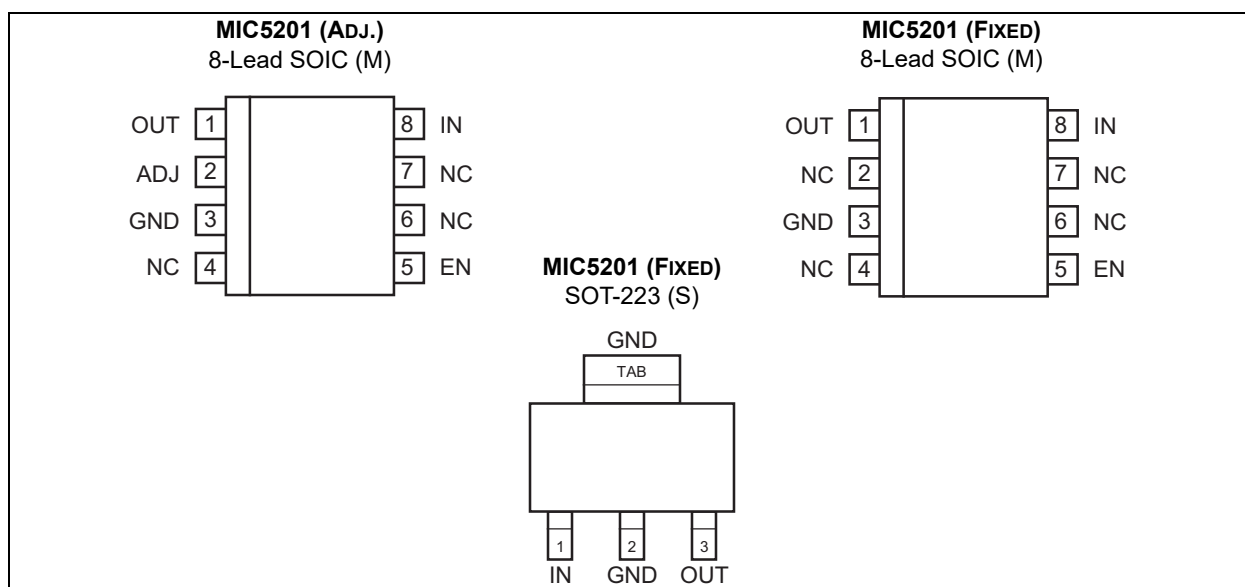 MIC5201 (ADJ.)
8-Lead SOIC (M)
OUT 1 8 IN
ADJ 2 7 NC
GND 3 6 NC
NC 4 5 EN
MIC5201 (FIXED)
8-Lead SOIC (M)
OUT 1 8 IN
NC 2 7 NC
GND 3 6 NC
NC 4 5 EN
MIC5201 (FIXED)
SOT-223 (S)
GND
TAB
1 2 3
IN GND OUT